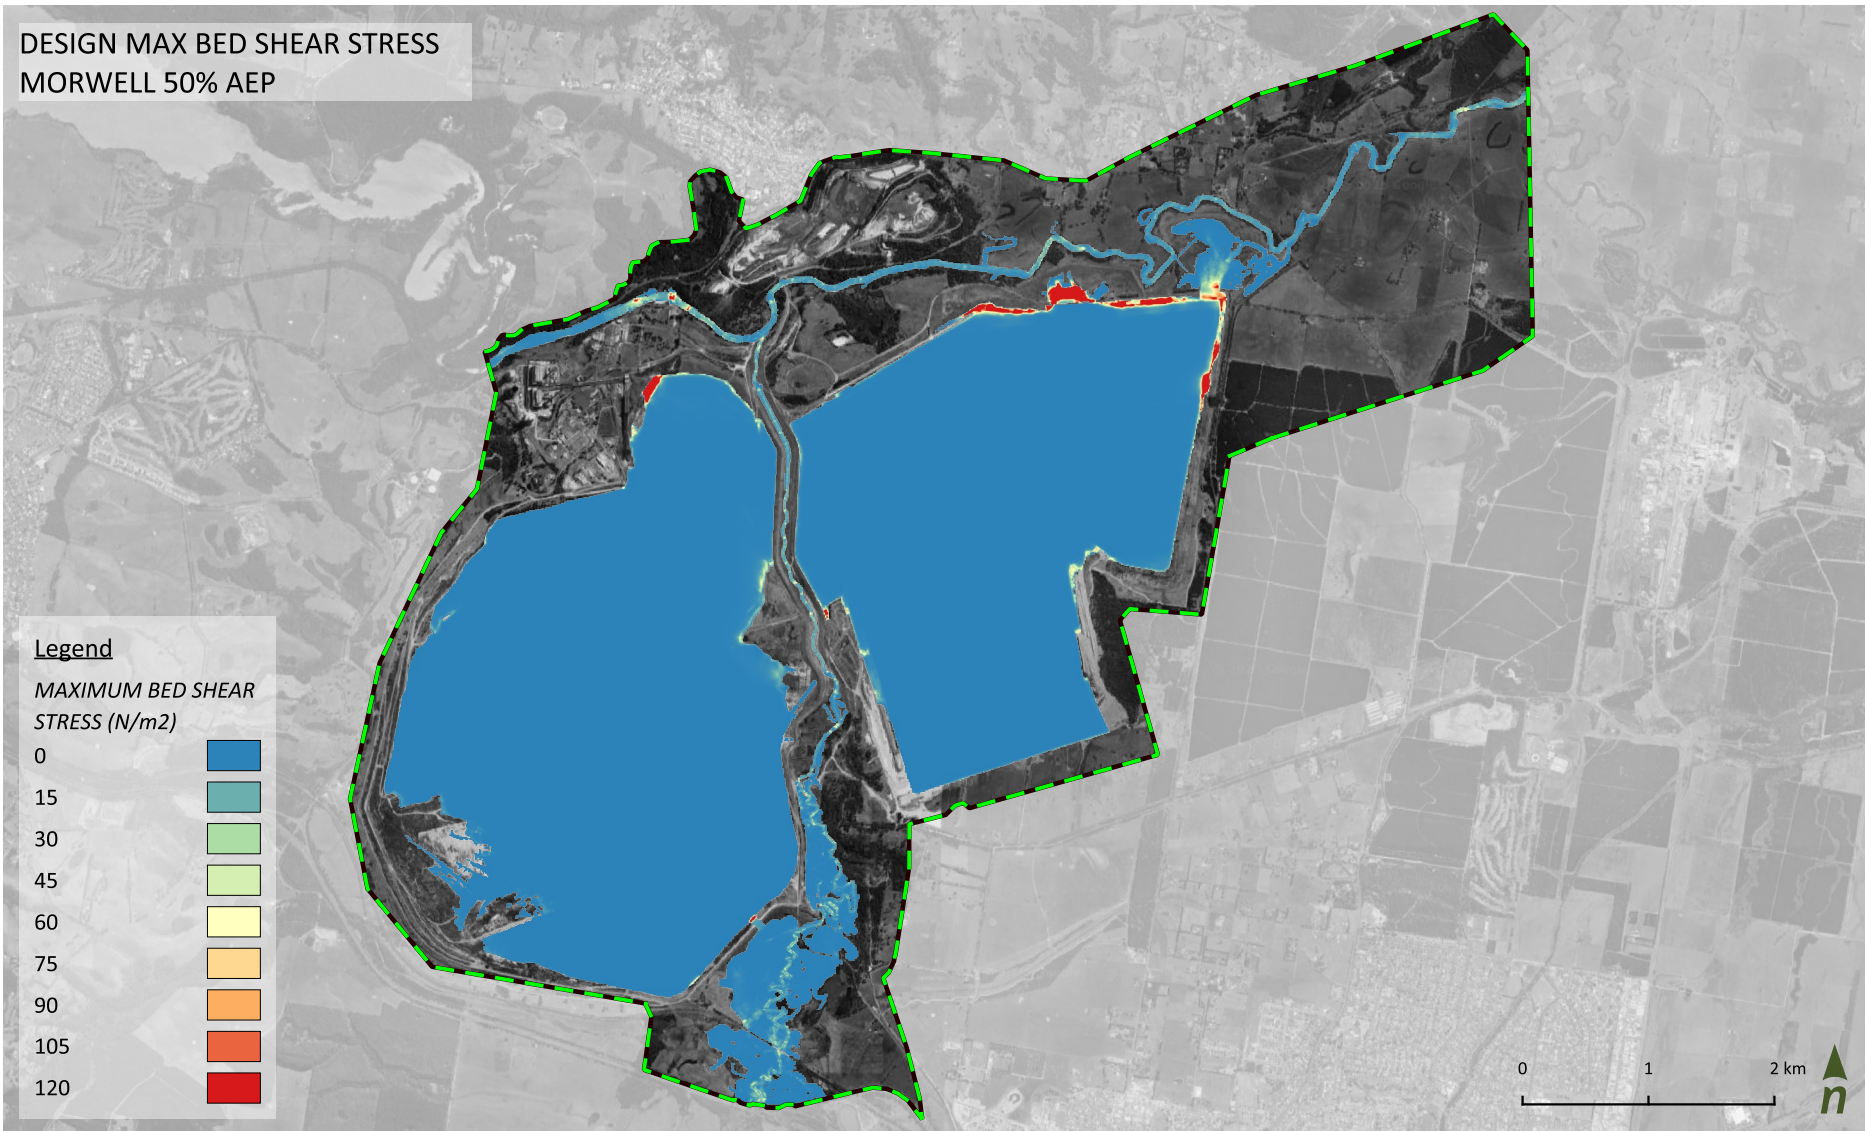 DESIGN MAX BED SHEAR STRESS
MORWELL 50% AEP
Legend
MAXIMUM BED SHEAR
STRESS (N/m2)
0
15
30
45
60
75
90
105
120
0 1 2 km
n